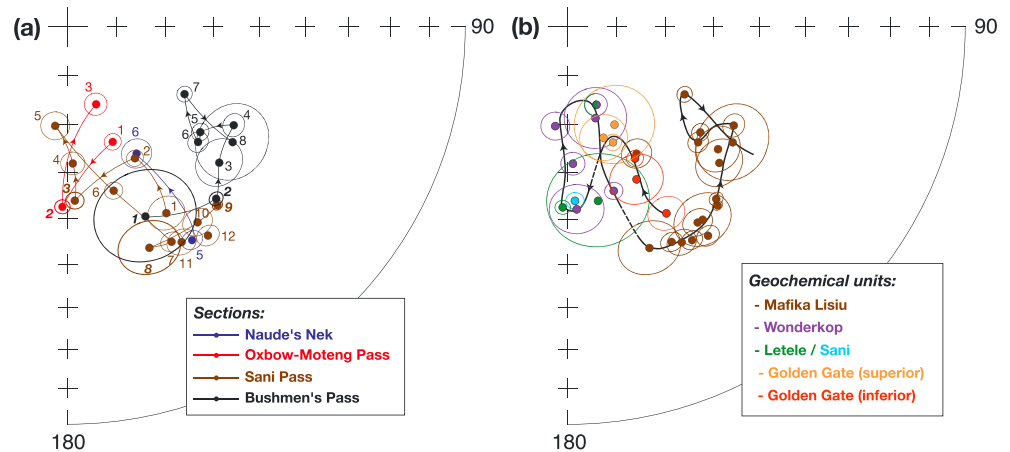 (a)
90
3
7
5
1
5
4
6
8
6
2
4
3
3
6
2
2
1
9
1
10
12
8
7
11
5
Sections:
Naude's Nek
Oxbow-Moteng Pass
Sani Pass
Bushmen's Pass
180
(b)
90
Geochemical units:
- Mafika Lisiu
- Wonderkop
- Letele / Sani
- Golden Gate (superior)
- Golden Gate (inferior)
180